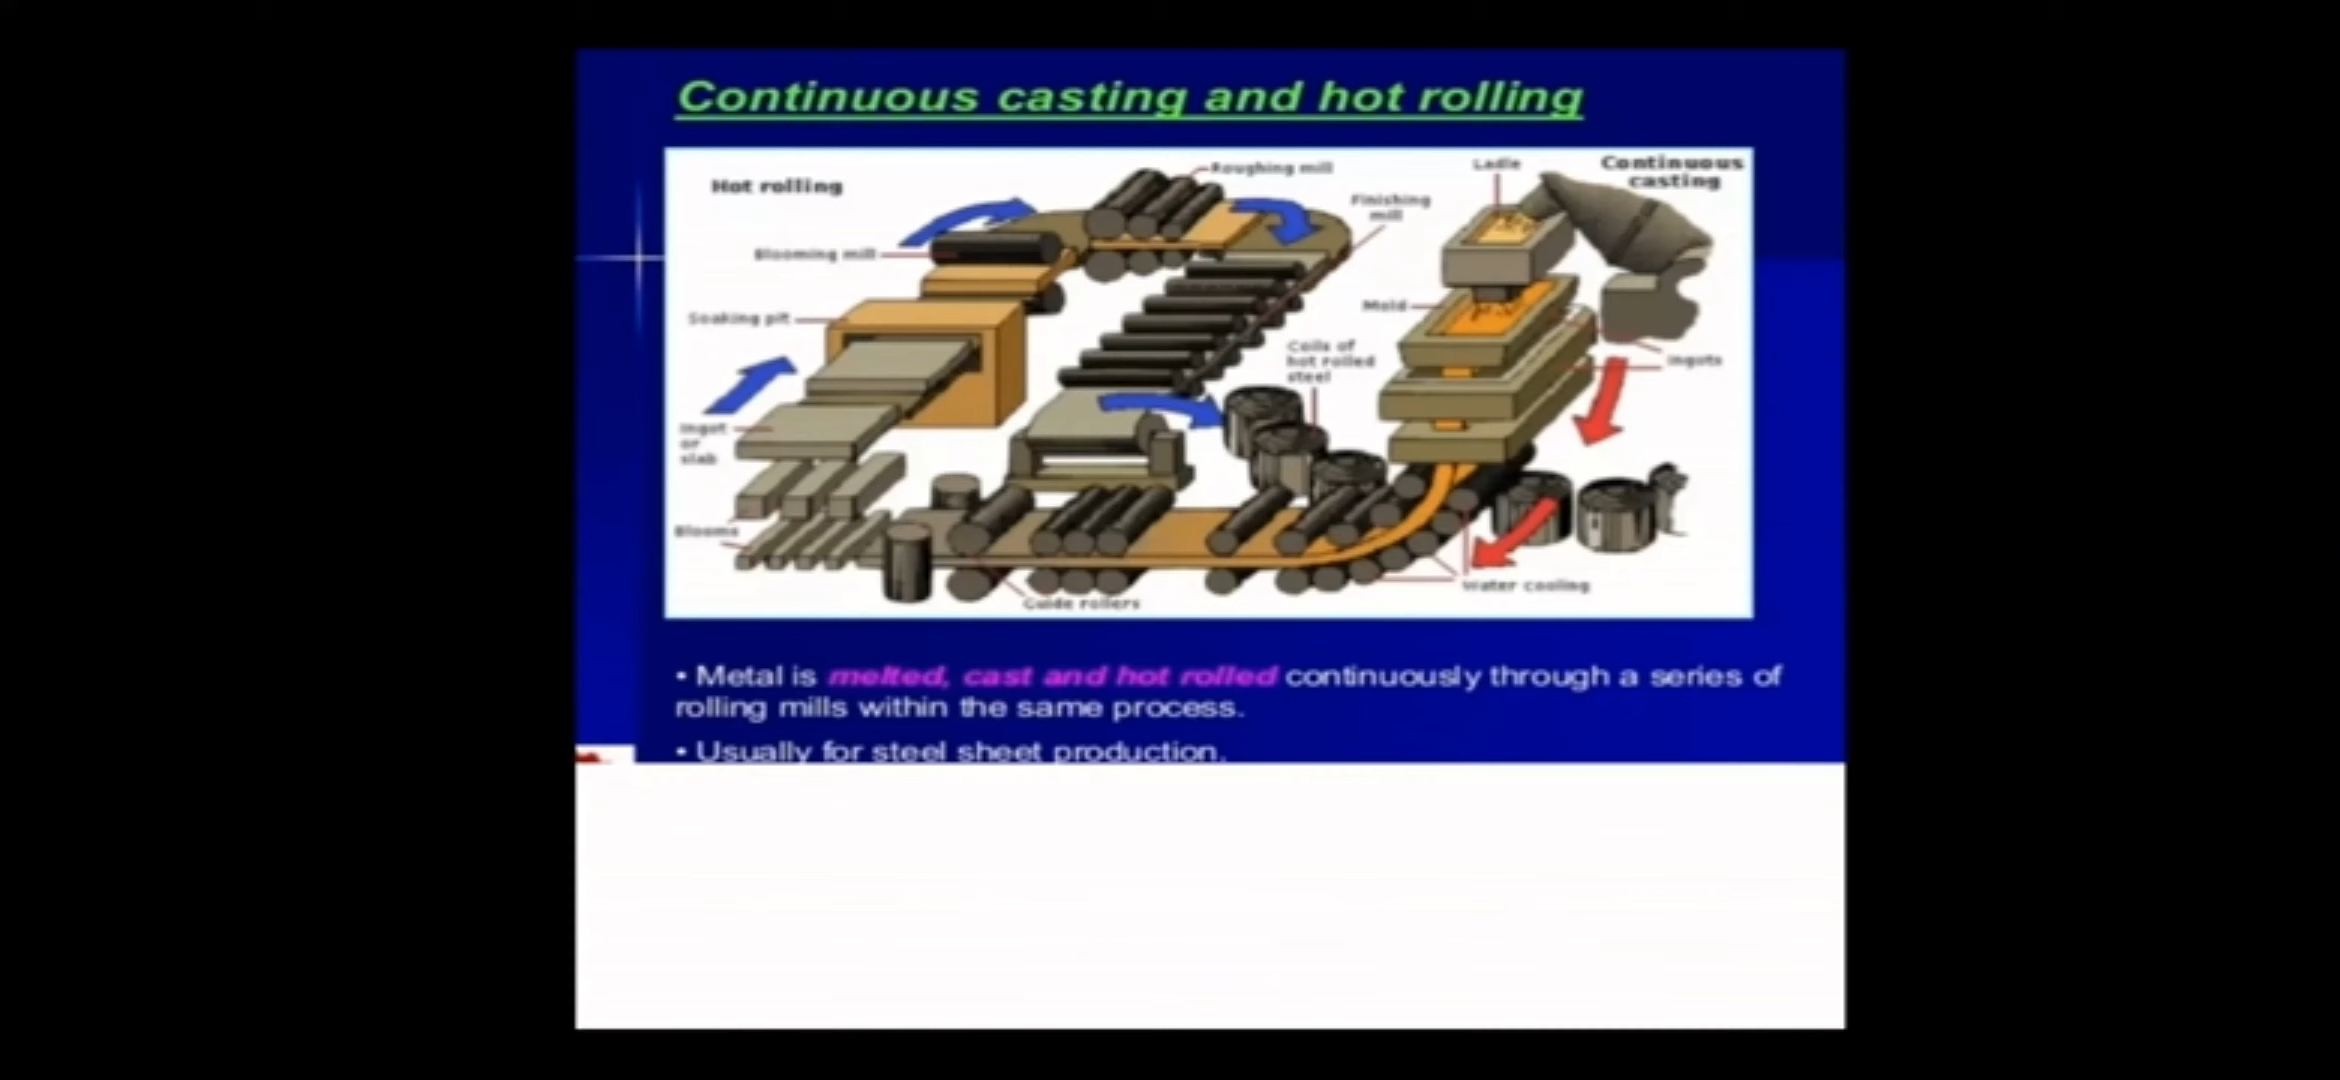 Continuous casting and hot rolling
Hot rolling
Roughing mill
Ladle
Continuous
casting
Finishing
mill
Blooming mill
Soaking pit
Mold
Coils of
hot rolled
steel
Ingots
Ingot
or
slab
Blooms
Guide rollers
Water cooling
• Metal is melted, cast and hot rolled continuously through a series of
rolling mills within the same process.
• Usually for steel sheet production.